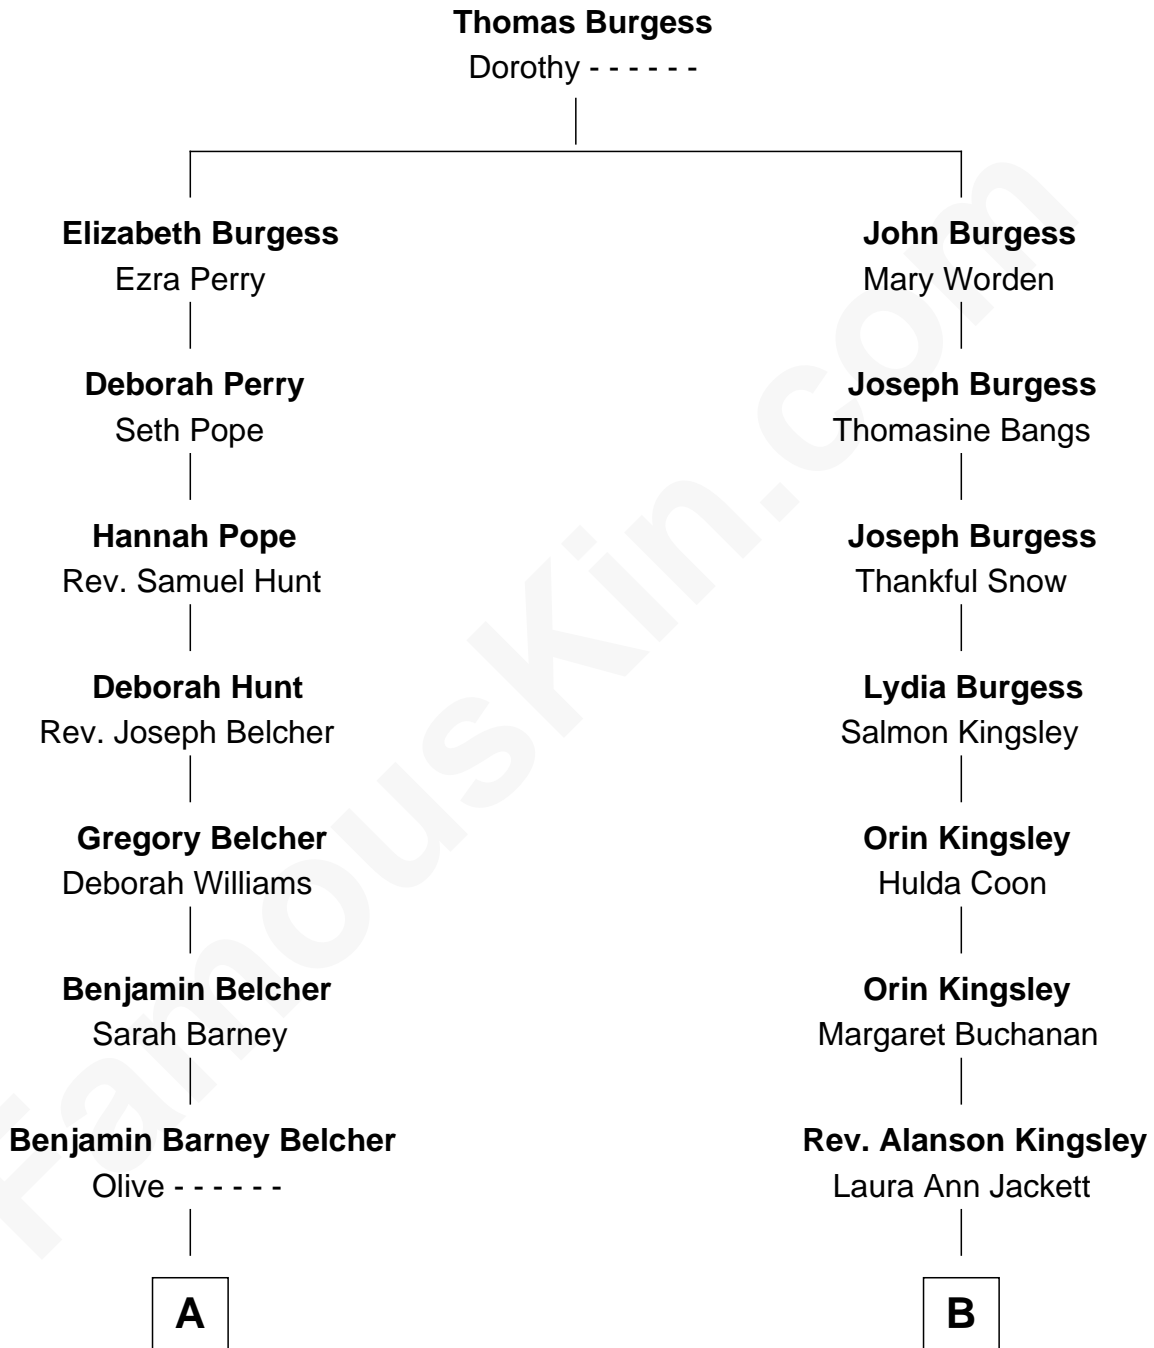 Thomas Burgess
Dorothy - - - - - -
Elizabeth Burgess
Ezra Perry
John Burgess
Mary Worden
Deborah Perry
Seth Pope
Joseph Burgess
Thomasine Bangs
Hannah Pope
Rev. Samuel Hunt
Joseph Burgess
Thankful Snow
Deborah Hunt
Rev. Joseph Belcher
Lydia Burgess
Salmon Kingsley
Gregory Belcher
Deborah Williams
Orin Kingsley
Hulda Coon
Benjamin Belcher
Sarah Barney
Orin Kingsley
Margaret Buchanan
Benjamin Barney Belcher
Olive - - - - - -
Rev. Alanson Kingsley
Laura Ann Jackett
A
B
FamousKin.com